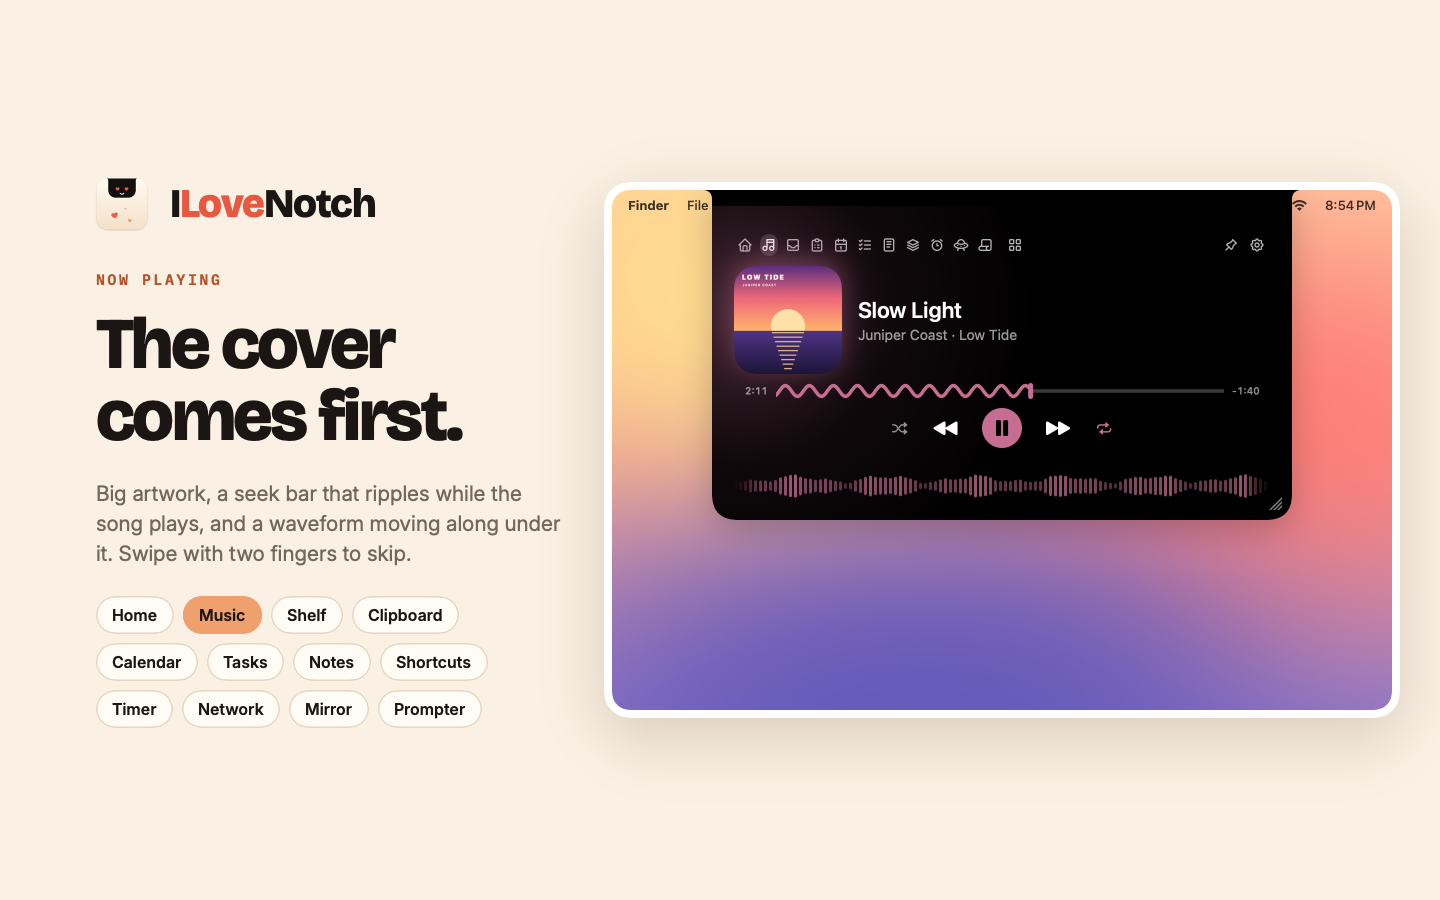 ILoveNotch
NOW PLAYING
The cover
comes first.
Big artwork, a seek bar that ripples while the
song plays, and a waveform moving along under
it. Swipe with two fingers to skip.
Home Music Shelf Clipboard
Calendar Tasks Notes Shortcuts
Timer Network Mirror Prompter
Finder File 8:54 PM
LOW TIDE
JUNIPER COAST
Slow Light
Juniper Coast · Low Tide
2:11 -1:40